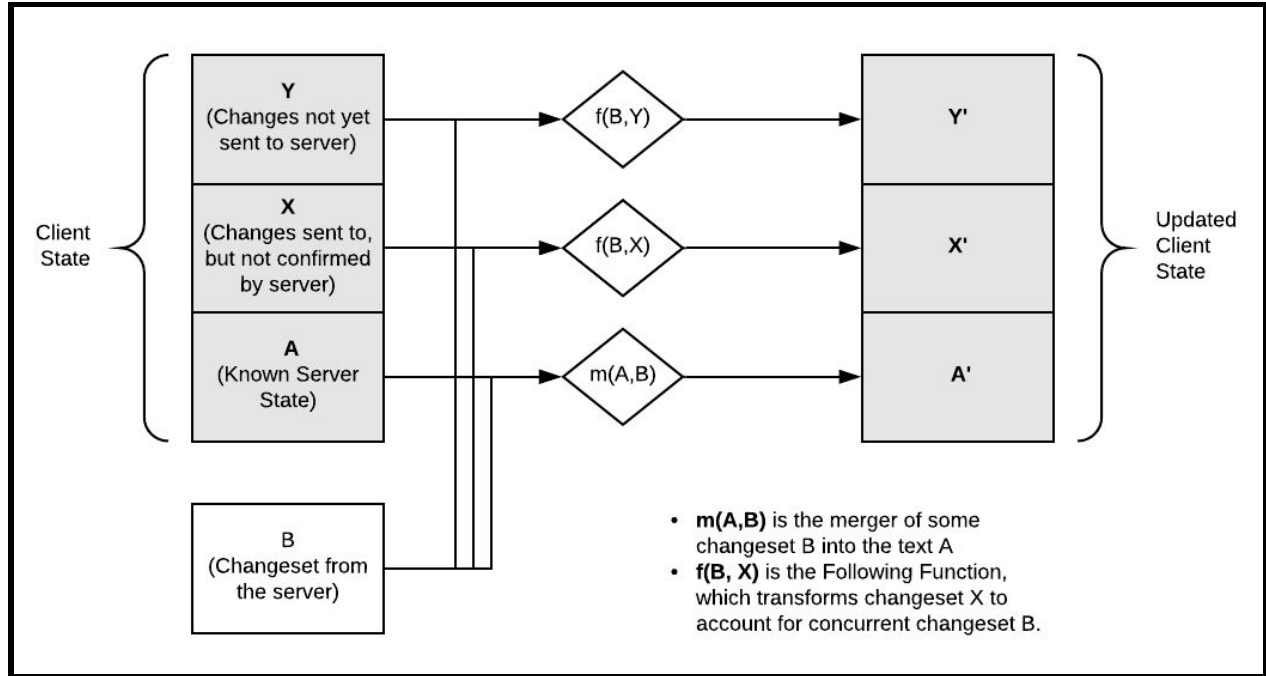 Y
(Changes not yet
sent to server)
f(B,Y)
Y'
Client
State
X
(Changes sent to,
but not confirmed
by server)
f(B,X)
X'
Updated
Client
State
A
(Known Server
State)
m(A,B)
A'
B
(Changeset from
the server)
• m(A,B) is the merger of some
changeset B into the text A
• f(B, X) is the Following Function,
which transforms changeset X to
account for concurrent changeset B.